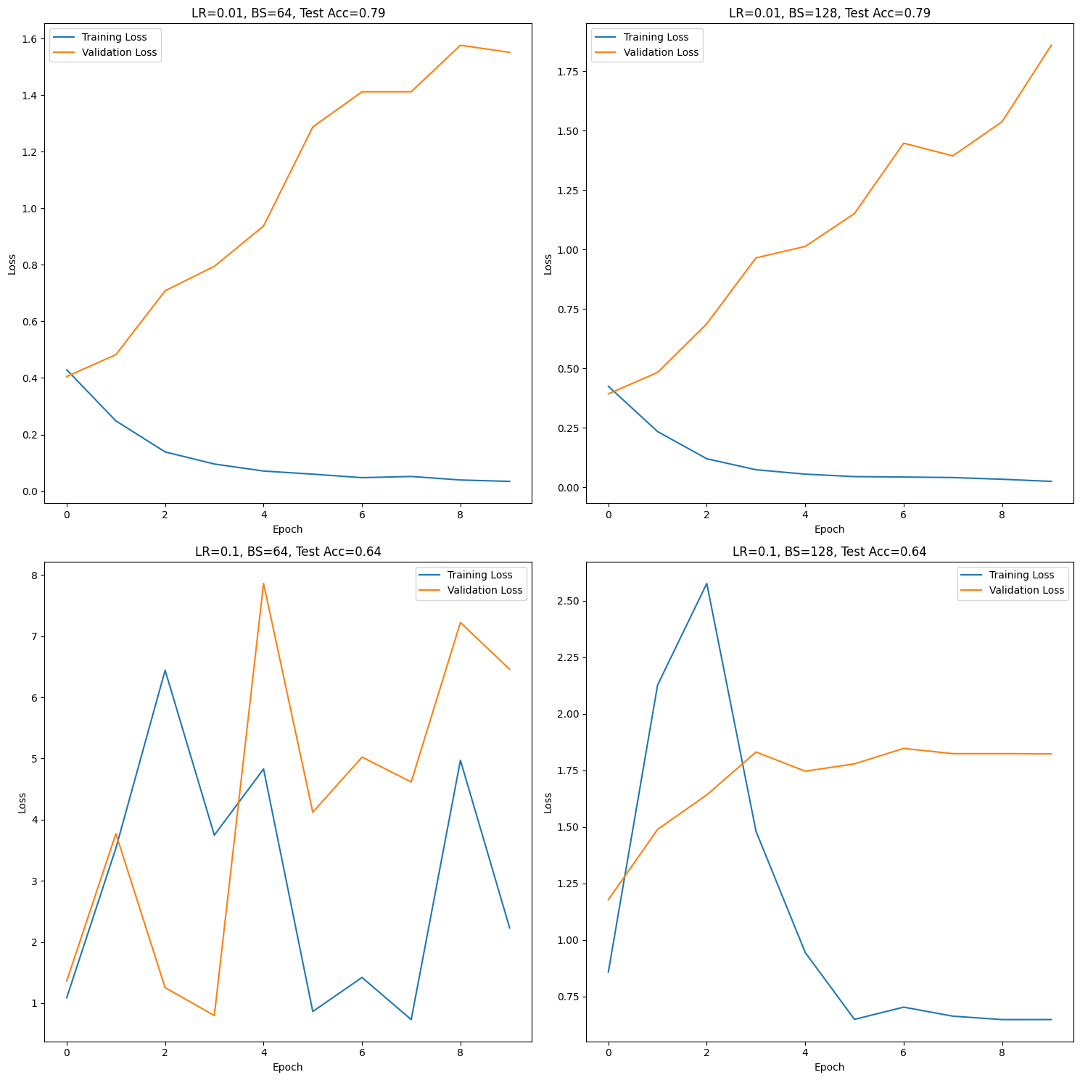 LR=0.01, BS=64, Test Acc=0.79
Training Loss
Validation Loss
1.6
1.4
1.2
1.0
0.8
0.6
0.4
0.2
0.0
Loss
0 2 4 6 8
Epoch
LR=0.01, BS=128, Test Acc=0.79
Training Loss
Validation Loss
1.75
1.50
1.25
1.00
0.75
0.50
0.25
0.00
Loss
0 2 4 6 8
Epoch
LR=0.1, BS=64, Test Acc=0.64
Training Loss
Validation Loss
8
7
6
5
4
3
2
1
Loss
0 2 4 6 8
Epoch
LR=0.1, BS=128, Test Acc=0.64
Training Loss
Validation Loss
2.50
2.25
2.00
1.75
1.50
1.25
1.00
0.75
Loss
0 2 4 6 8
Epoch